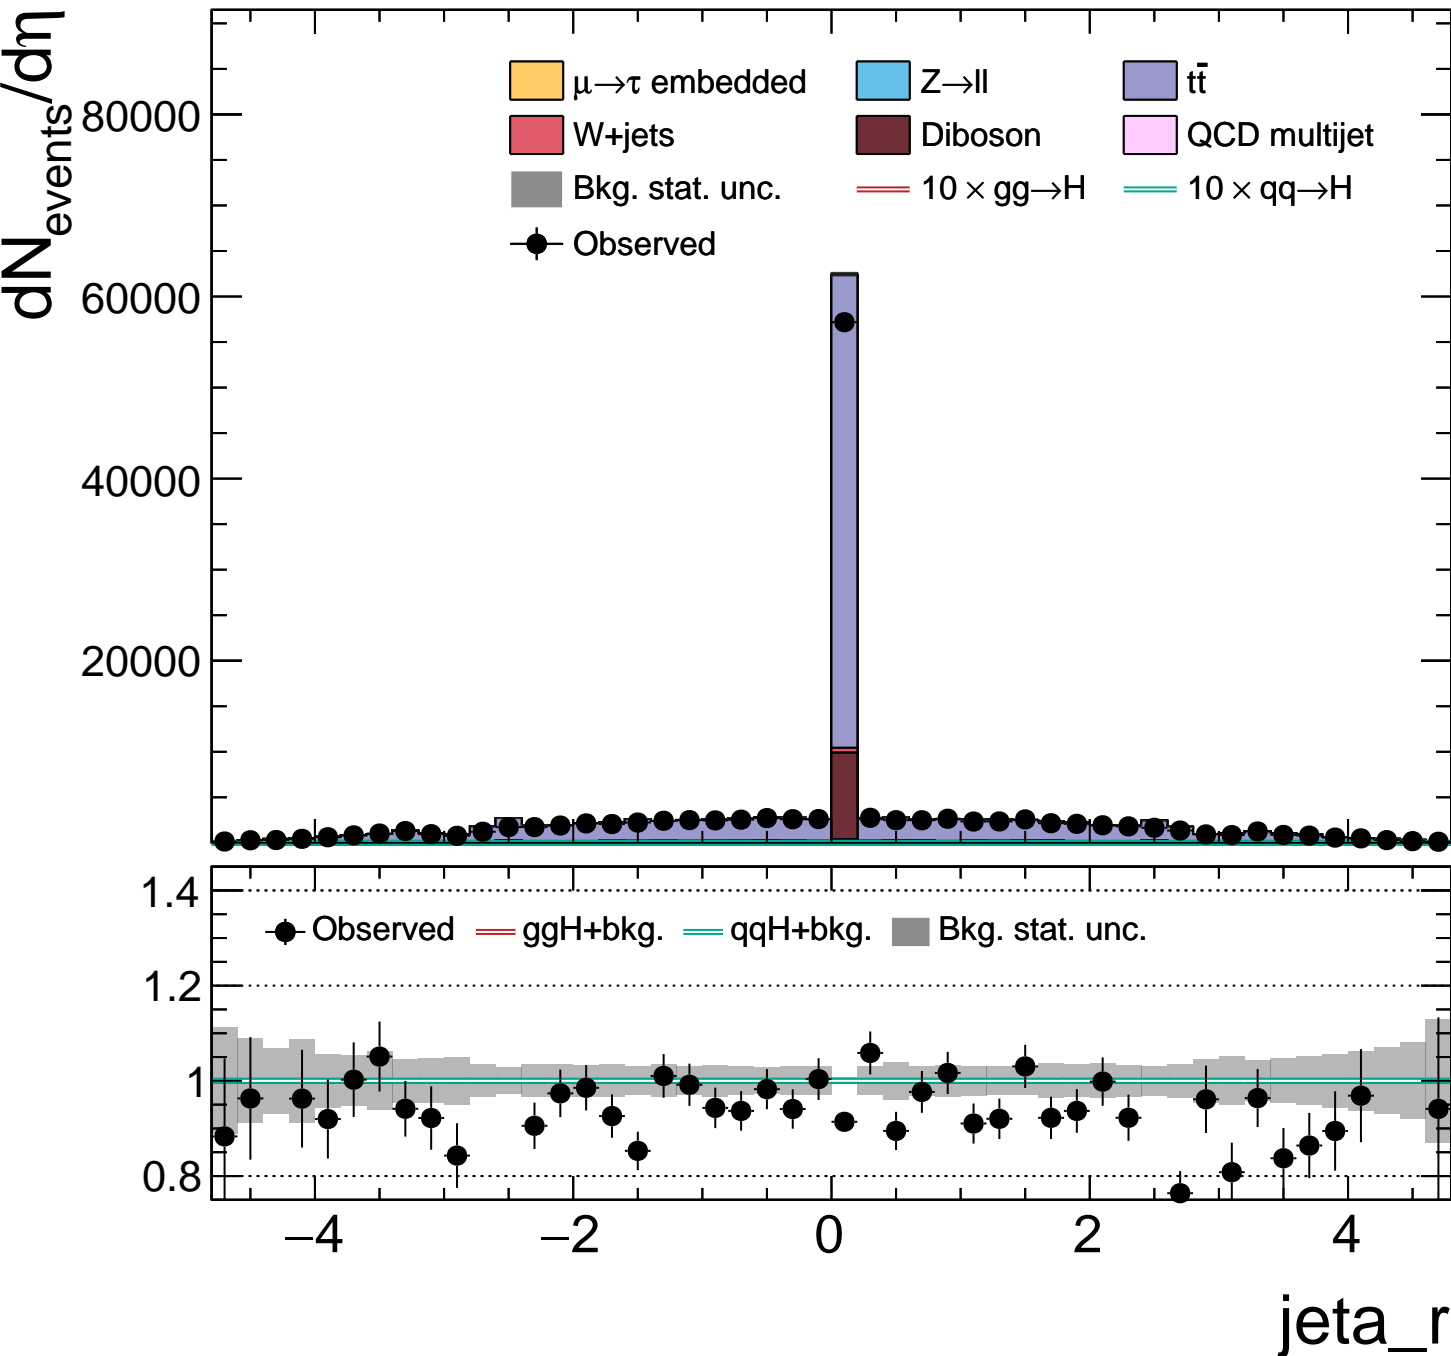 dN_events/dη
80000
60000
40000
20000
μ→τ embedded Z→ll tt̄
W+jets Diboson QCD multijet
Bkg. stat. unc. 10 × gg→H 10 × qq→H
Observed
1.4
1.2
1
0.8
Observed ggH+bkg. qqH+bkg. Bkg. stat. unc.
−4 −2 0 2 4
jeta_r